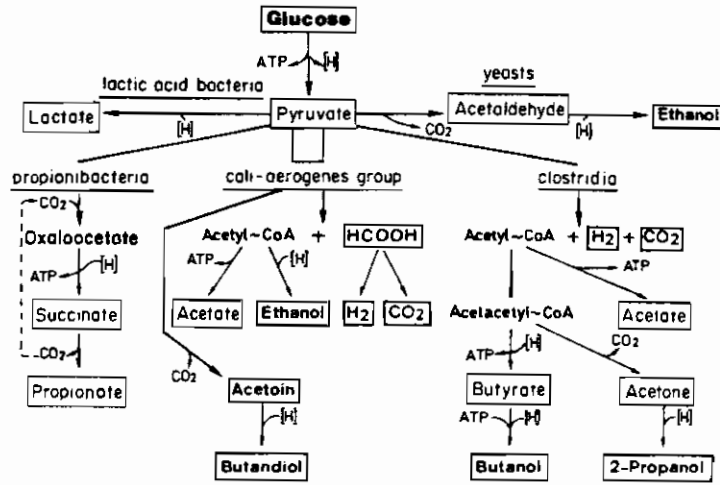 Glucose
ATP [H]
lactic acid bacteria yeasts
Lactate [H] Pyruvate CO2 Acetaldehyde [H] Ethanol
propionibacteria coli-aerogenes group clostridia
CO2
Oxaloacetate Acetyl~CoA + HCOOH Acetyl~CoA + H2 + CO2
ATP [H] ATP [H] ATP
Succinate Acetate Ethanol H2 CO2 Acetacetyl~CoA Acetate
CO2 CO2 ATP [H] CO2
Propionate Acetoin Butyrate Acetone
[H] ATP [H] [H]
Butandiol Butanol 2-Propanol